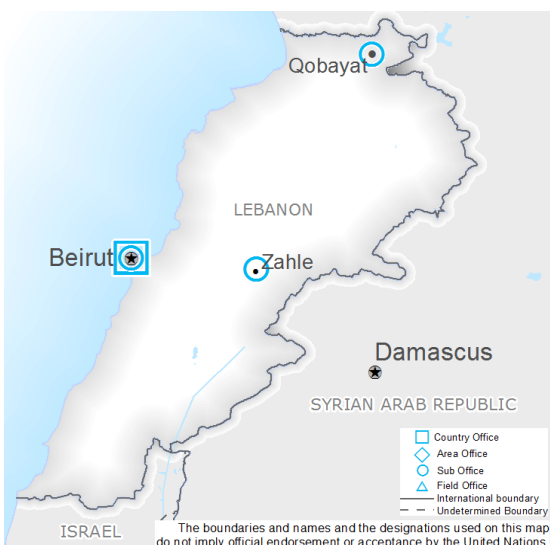 Qobayat
LEBANON
Beirut
Zahle
Damascus
SYRIAN ARAB REPUBLIC
Country Office
Area Office
Sub Office
Field Office
International boundary
Undetermined Boundary
ISRAEL
The boundaries and names and the designations used on this map
do not imply official endorsement or acceptance by the United Nations